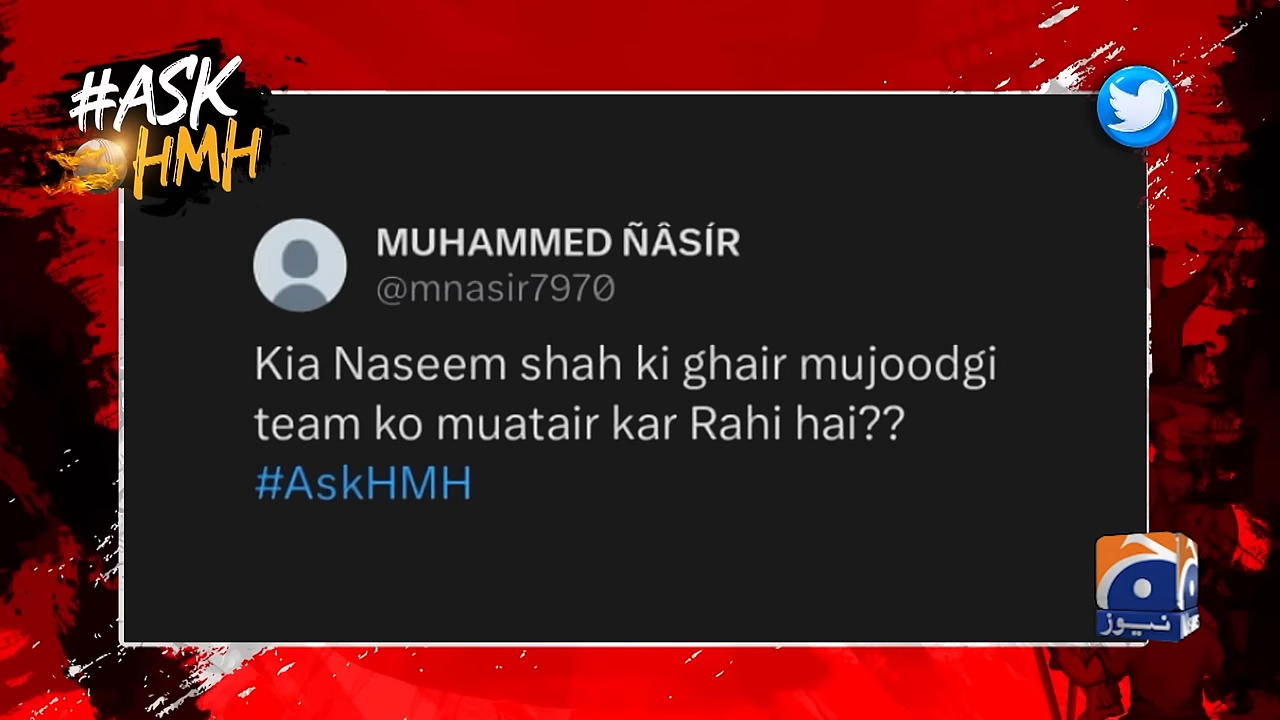 #ASK
HMH
MUHAMMED ÑÂSÍR
@mnasir7970
Kia Naseem shah ki ghair mujoodgi
team ko muatair kar Rahi hai??
#AskHMH
نیوز NEWS